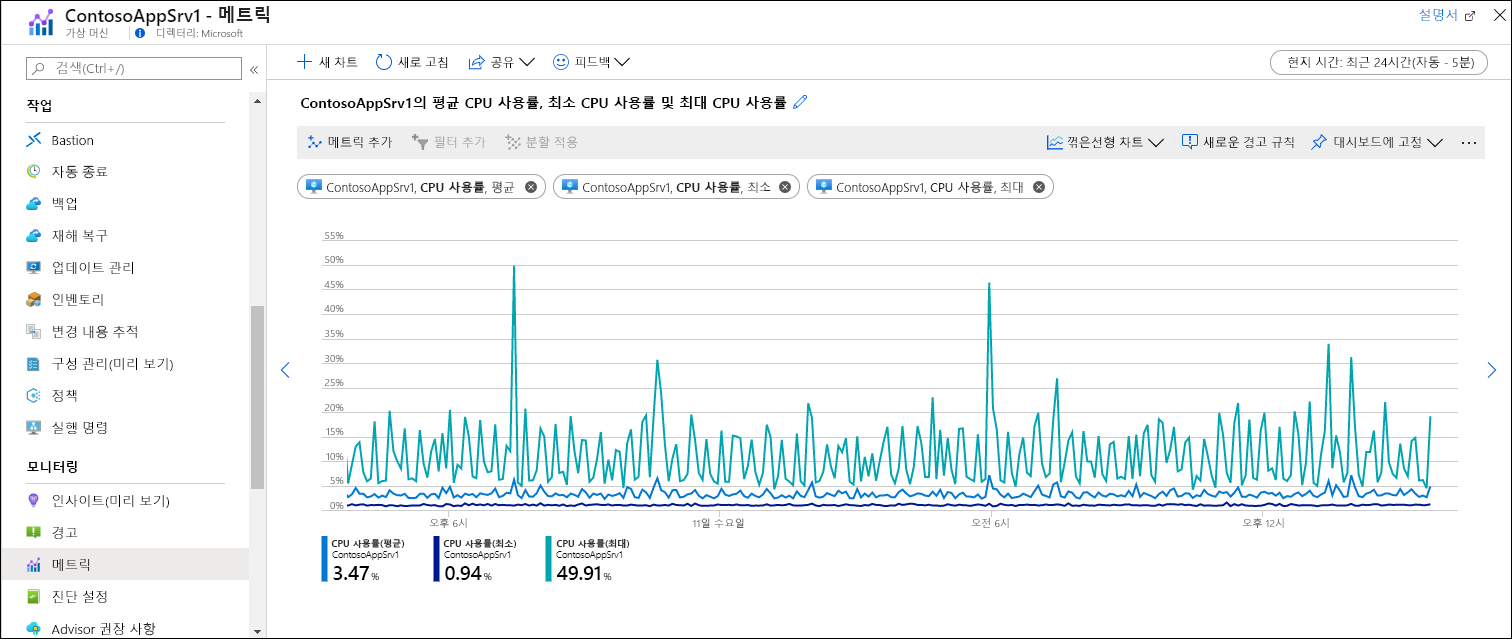 ContosoAppSrv1 - 메트릭
가상 머신 디렉터리: Microsoft
설명서
검색(Ctrl+/)
«
작업
Bastion
자동 종료
백업
재해 복구
업데이트 관리
인벤토리
변경 내용 추적
구성 관리(미리 보기)
정책
실행 명령
모니터링
인사이트(미리 보기)
경고
메트릭
진단 설정
Advisor 권장 사항
새 차트 새로 고침 공유 피드백
현지 시간: 최근 24시간(자동 - 5분)
ContosoAppSrv1의 평균 CPU 사용률, 최소 CPU 사용률 및 최대 CPU 사용률
메트릭 추가 필터 추가 분할 적용 꺾은선형 차트 새로운 경고 규칙 대시보드에 고정 ...
ContosoAppSrv1, CPU 사용률, 평균 ContosoAppSrv1, CPU 사용률, 최소 ContosoAppSrv1, CPU 사용률, 최대
55%
50%
45%
40%
35%
30%
25%
20%
15%
10%
5%
0%
오후 6시 11일 수요일 오전 6시 오후 12시
CPU 사용률(평균) CPU 사용률(최소) CPU 사용률(최대)
ContosoAppSrv1 ContosoAppSrv1 ContosoAppSrv1
3.47 % 0.94 % 49.91 %